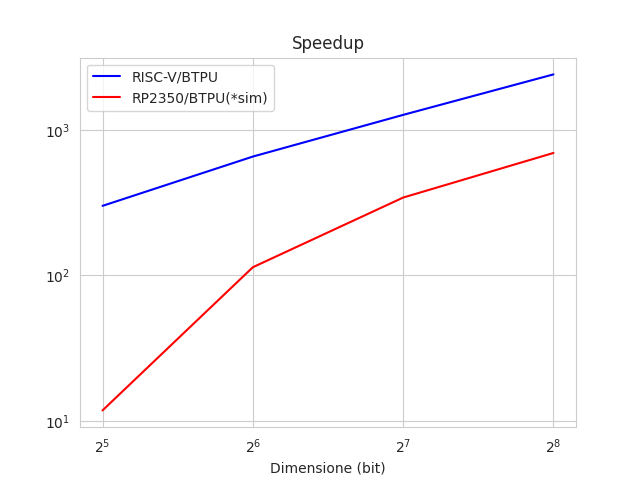 Speedup
RISC-V/BTPU
RP2350/BTPU(*sim)
10³
10²
10¹
2⁵ 2⁶ 2⁷ 2⁸
Dimensione (bit)